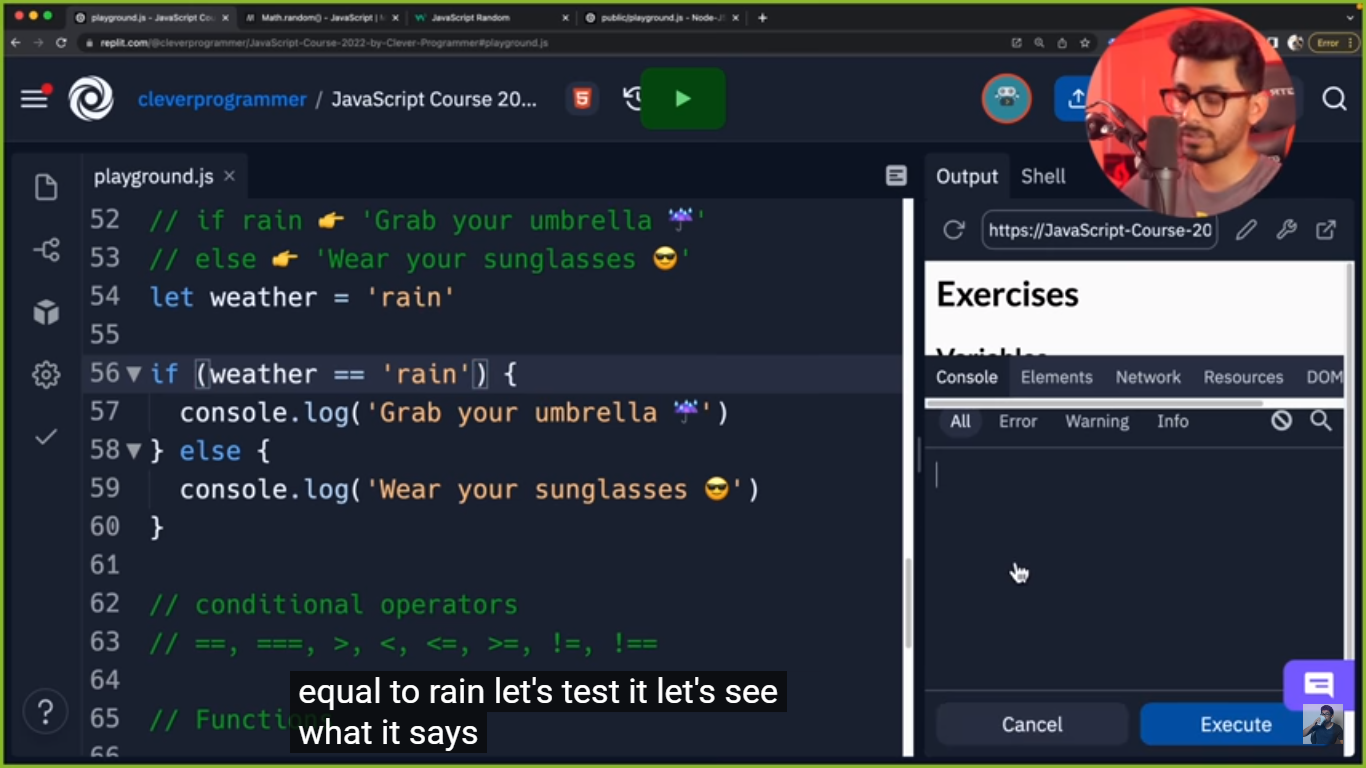 playground.js - JavaScript Cou
Math.random() - JavaScript | M
JavaScript Random
public/playground.js - Node-JS
replit.com/@cleverprogrammer/JavaScript-Course-2022-by-Clever-Programmer#playground.js
Error
cleverprogrammer / JavaScript Course 20...
playground.js
Output
Shell
52 // if rain 👉 'Grab your umbrella ☔'
53 // else 👉 'Wear your sunglasses 😎'
54 let weather = 'rain'
55
56 if (weather == 'rain') {
57 console.log('Grab your umbrella ☔')
58 } else {
59 console.log('Wear your sunglasses 😎')
60 }
61
62 // conditional operators
63 // ==, ===, >, <, <=, >=, !=, !==
64
65 // Functio
66
https://JavaScript-Course-20
Exercises
Variables
Console
Elements
Network
Resources
DOM
All
Error
Warning
Info
Cancel
Execute
equal to rain let's test it let's see
what it says